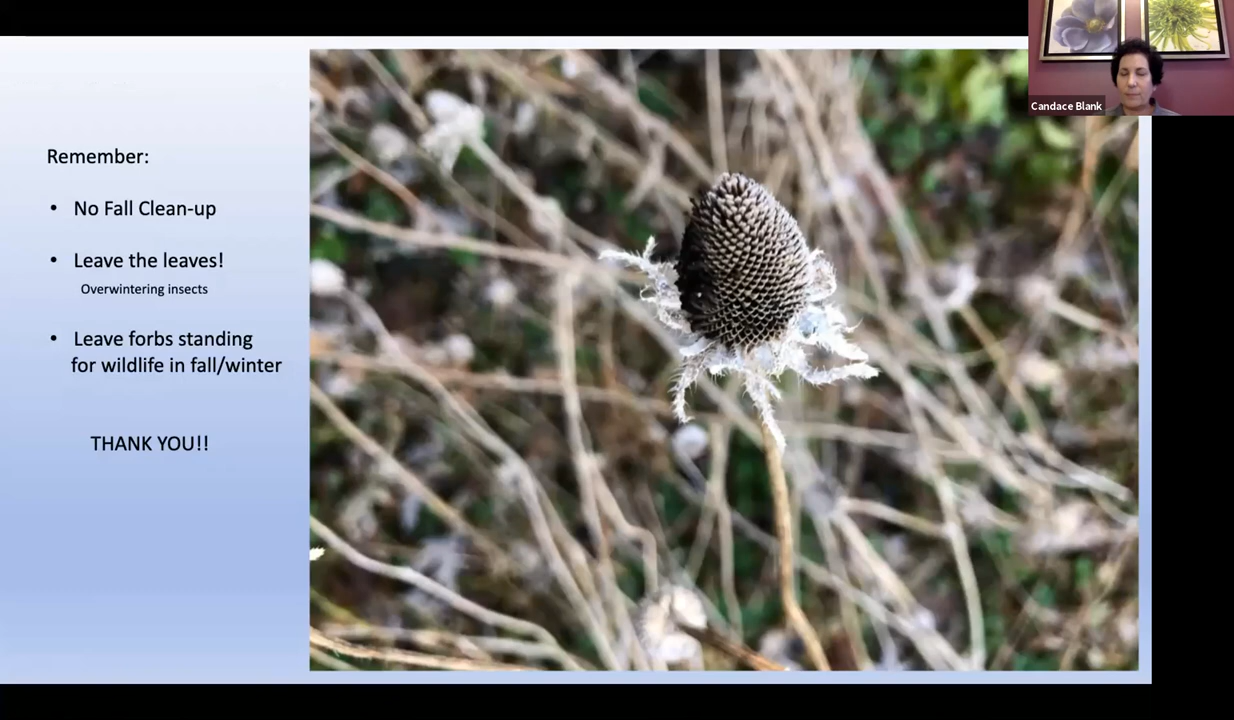 Remember:
• No Fall Clean-up
• Leave the leaves!
Overwintering insects
• Leave forbs standing
for wildlife in fall/winter
THANK YOU!!
Candace Blank